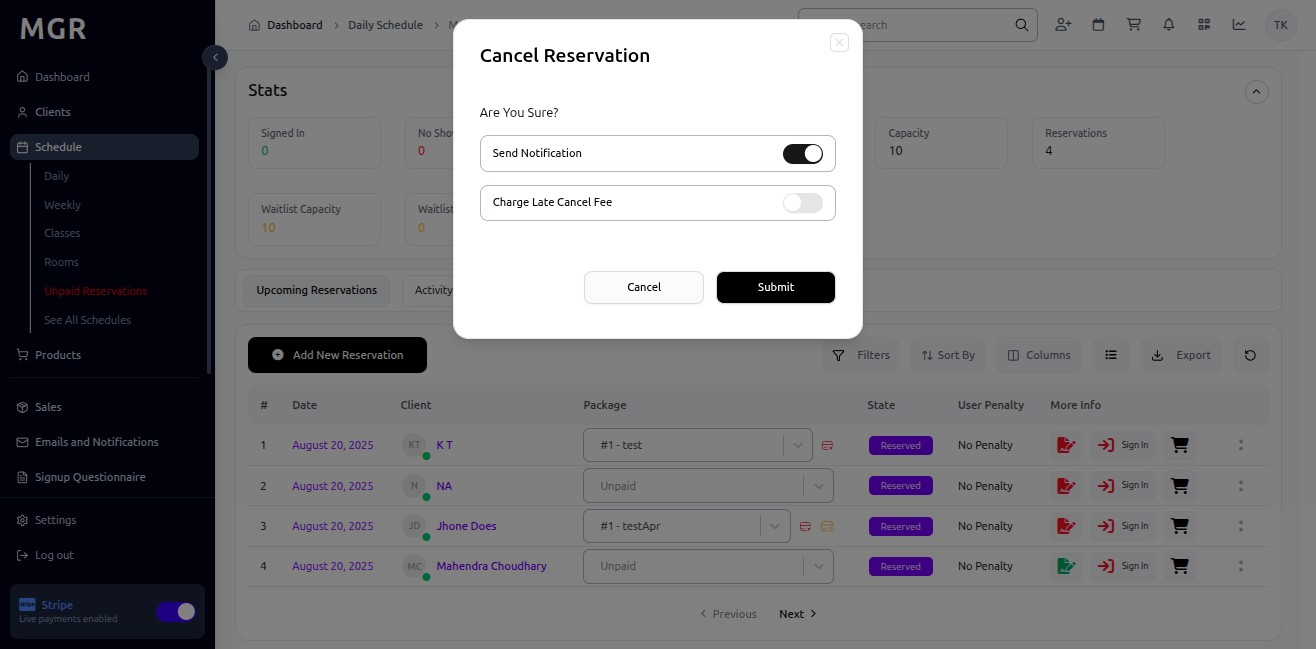 MGR
Dashboard
Clients
Schedule
Daily
Weekly
Classes
Rooms
Unpaid Reservations
See All Schedules
Products
Sales
Emails and Notifications
Signup Questionnaire
Settings
Log out
Stripe
Live payments enabled
Dashboard > Daily Schedule >
TK
Stats
Signed In
0
0
Capacity
10
Reservations
4
Waitlist Capacity
10
Waitlist
0
Upcoming Reservations
Activity
Cancel Reservation
Are You Sure?
Send Notification
Charge Late Cancel Fee
Cancel
Submit
Add New Reservation
Filters
Sort By
Columns
Export
# Date Client Package State User Penalty More Info
1 August 20, 2025 KT K T #1 - test Reserved No Penalty Sign In
2 August 20, 2025 N NA Unpaid Reserved No Penalty Sign In
3 August 20, 2025 JD Jhone Does #1 - testApr Reserved No Penalty Sign In
4 August 20, 2025 MC Mahendra Choudhary Unpaid Reserved No Penalty Sign In
< Previous Next >